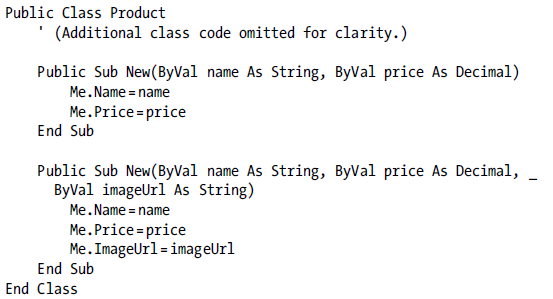 Public Class Product
    ' (Additional class code omitted for clarity.)

    Public Sub New(ByVal name As String, ByVal price As Decimal)
        Me.Name=name
        Me.Price=price
    End Sub

    Public Sub New(ByVal name As String, ByVal price As Decimal, _
      ByVal imageUrl As String)
        Me.Name=name
        Me.Price=price
        Me.ImageUrl=imageUrl
    End Sub
End Class